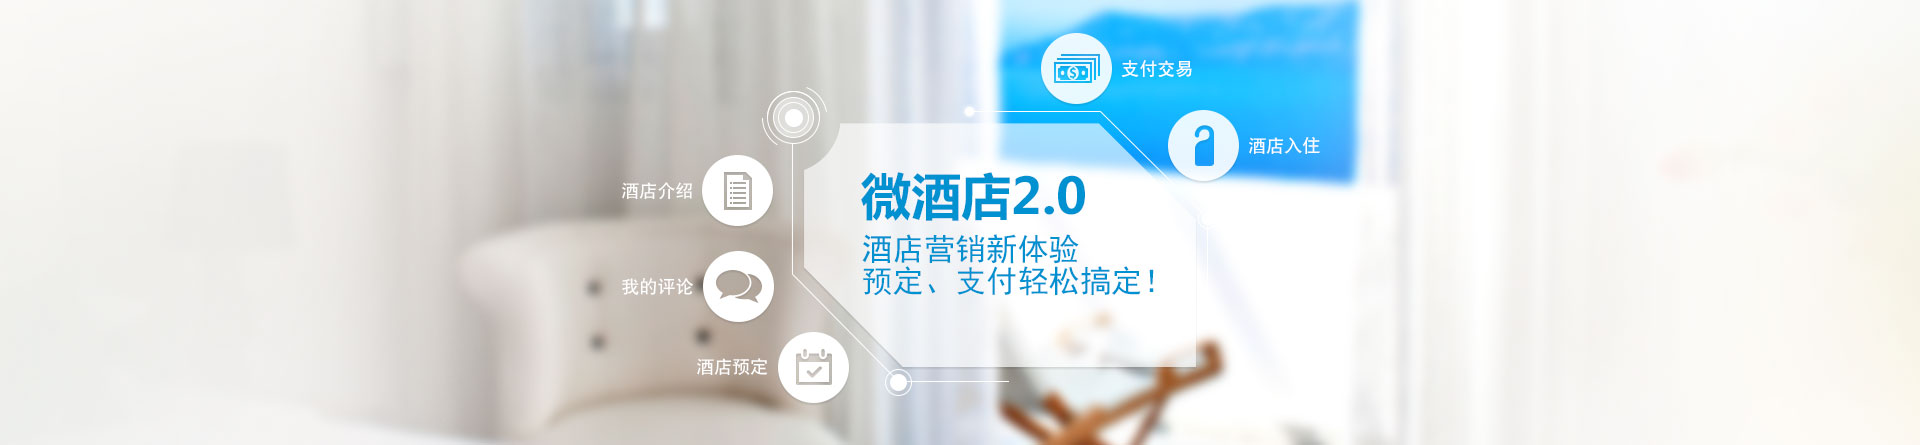 支付交易
酒店入住
酒店介绍
微酒店2.0
酒店营销新体验
我的评论
预定、支付轻松搞定！
酒店预定